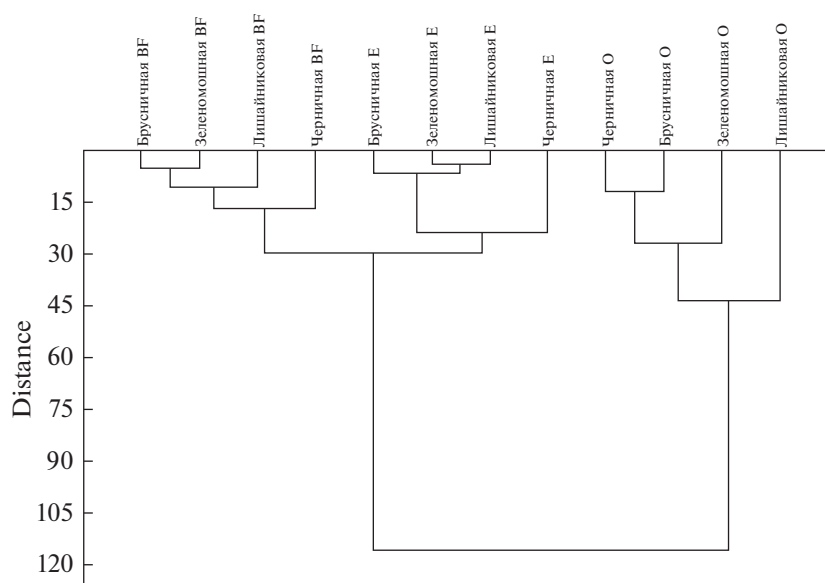 Брусничная BF
Зеленомошная BF
Лишайниковая BF
Черничная BF
Брусничная E
Зеленомошная E
Лишайниковая E
Черничная E
Черничная O
Брусничная O
Зеленомошная O
Лишайниковая O
15
30
45
60
75
90
105
120
Distance